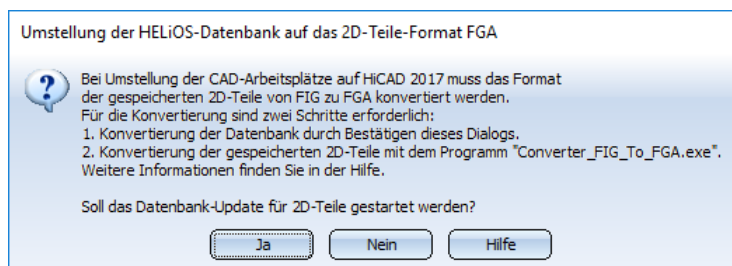 Umstellung der HELiOS-Datenbank auf das 2D-Teile-Format FGA
Bei Umstellung der CAD-Arbeitsplätze auf HiCAD 2017 muss das Format
der gespeicherten 2D-Teile von FIG zu FGA konvertiert werden.
Für die Konvertierung sind zwei Schritte erforderlich:
1. Konvertierung der Datenbank durch Bestätigen dieses Dialogs.
2. Konvertierung der gespeicherten 2D-Teile mit dem Programm "Converter_FIG_To_FGA.exe".
Weitere Informationen finden Sie in der Hilfe.
Soll das Datenbank-Update für 2D-Teile gestartet werden?
Ja Nein Hilfe